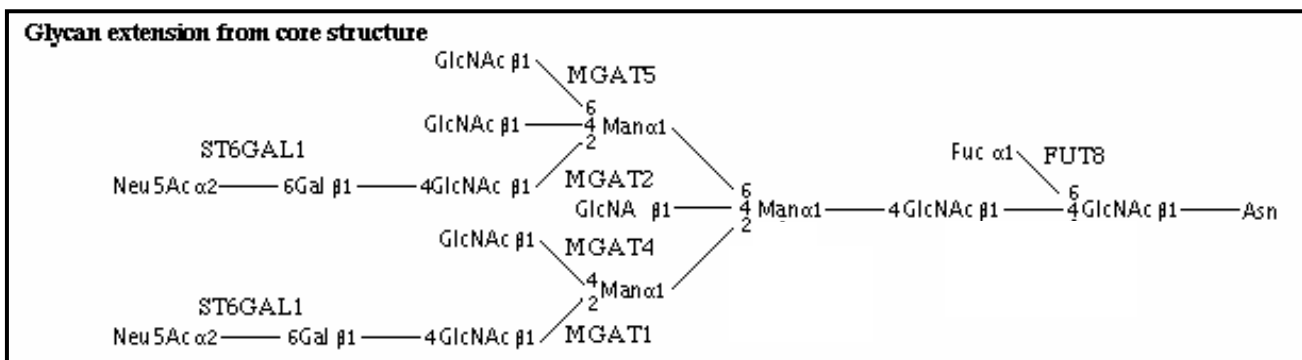 Glycan extension from core structure
GlcNAc β1
MGAT5
6
GlcNAc β1 4 Manα1
2
ST6GAL1
Fuc α1 FUT8
Neu5Ac α2 6Gal β1 4GlcNAc β1 MGAT2
6 6
GlcNA β1 4 Manα1 4GlcNAc β1 4GlcNAc β1 Asn
2
GlcNAc β1 MGAT4
4 Manα1
2
ST6GAL1
Neu5Ac α2 6Gal β1 4GlcNAc β1 MGAT1